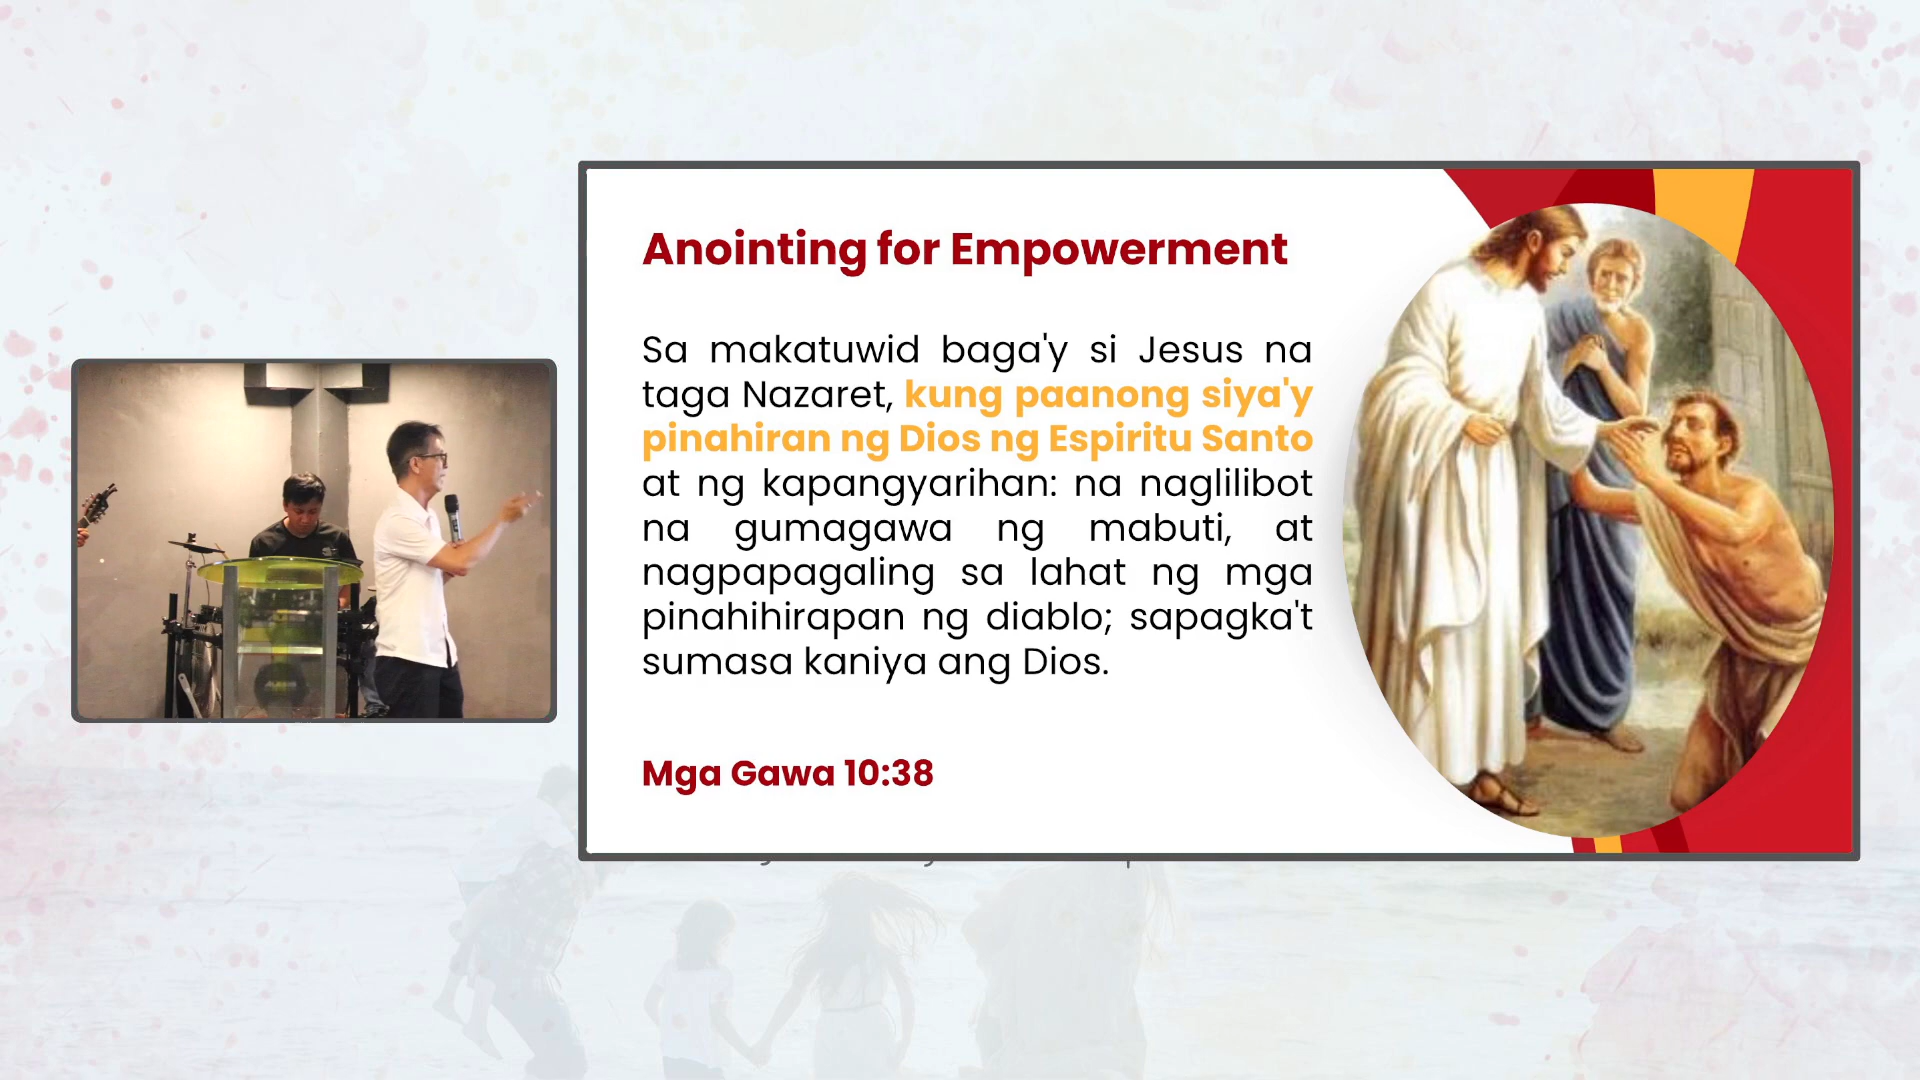 Anointing for Empowerment
Sa makatuwid baga'y si Jesus na
taga Nazaret, kung paanong siya'y
pinahiran ng Dios ng Espiritu Santo
at ng kapangyarihan: na naglilibot
na gumagawa ng mabuti, at
nagpapagaling sa lahat ng mga
pinahihirapan ng diablo; sapagka't
sumasa kaniya ang Dios.
Mga Gawa 10:38